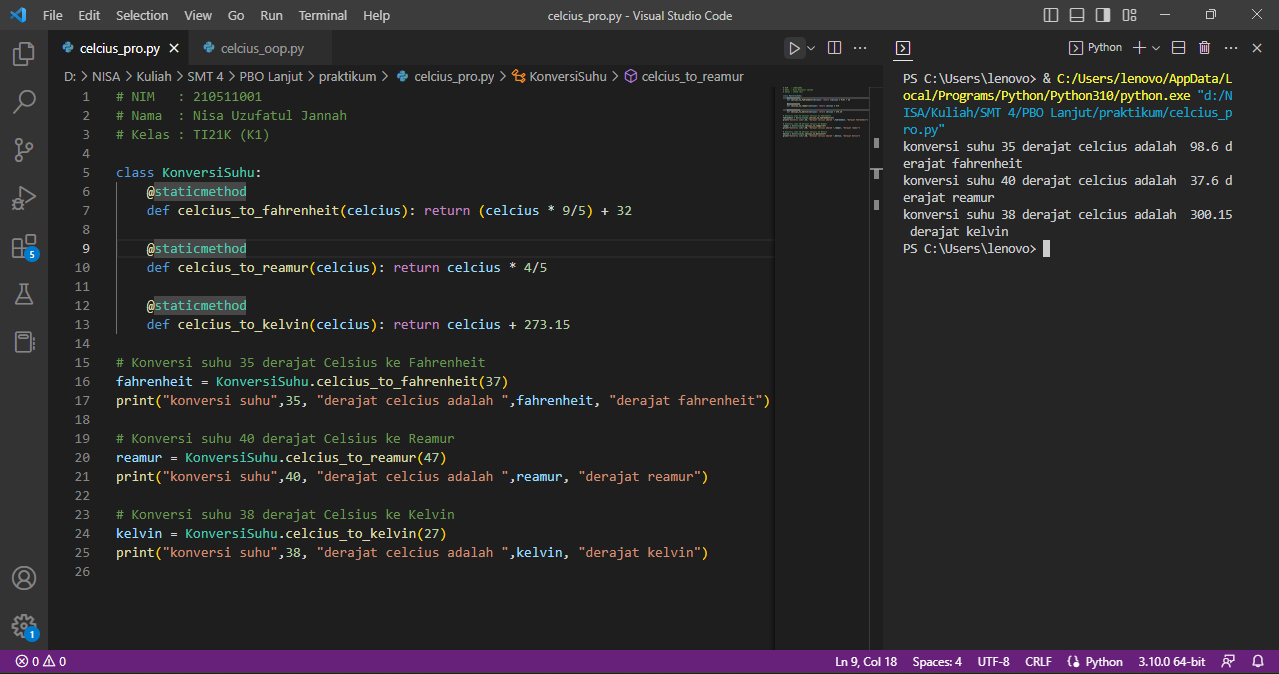 File Edit Selection View Go Run Terminal Help celcius_pro.py - Visual Studio Code
celcius_pro.py celcius_oop.py
D: > NISA > Kuliah > SMT 4 > PBO Lanjut > praktikum > celcius_pro.py > KonversiSuhu > celcius_to_reamur
1 # NIM   : 210511001
2 # Nama  : Nisa Uzufatul Jannah
3 # Kelas : TI21K (K1)
4
5 class KonversiSuhu:
6     @staticmethod
7     def celcius_to_fahrenheit(celcius): return (celcius * 9/5) + 32
8
9     @staticmethod
10     def celcius_to_reamur(celcius): return celcius * 4/5
11
12     @staticmethod
13     def celcius_to_kelvin(celcius): return celcius + 273.15
14
15 # Konversi suhu 35 derajat Celsius ke Fahrenheit
16 fahrenheit = KonversiSuhu.celcius_to_fahrenheit(37)
17 print("konversi suhu",35, "derajat celcius adalah ",fahrenheit, "derajat fahrenheit")
18
19 # Konversi suhu 40 derajat Celsius ke Reamur
20 reamur = KonversiSuhu.celcius_to_reamur(47)
21 print("konversi suhu",40, "derajat celcius adalah ",reamur, "derajat reamur")
22
23 # Konversi suhu 38 derajat Celsius ke Kelvin
24 kelvin = KonversiSuhu.celcius_to_kelvin(27)
25 print("konversi suhu",38, "derajat celcius adalah ",kelvin, "derajat kelvin")
26
Python
PS C:\Users\lenovo> & C:/Users/lenovo/AppData/L
ocal/Programs/Python/Python310/python.exe "d:/N
ISA/Kuliah/SMT 4/PBO Lanjut/praktikum/celcius_p
ro.py"
konversi suhu 35 derajat celcius adalah  98.6 d
erajat fahrenheit
konversi suhu 40 derajat celcius adalah  37.6 d
erajat reamur
konversi suhu 38 derajat celcius adalah  300.15
 derajat kelvin
PS C:\Users\lenovo>
5
1
0 0 Ln 9, Col 18 Spaces: 4 UTF-8 CRLF Python 3.10.0 64-bit